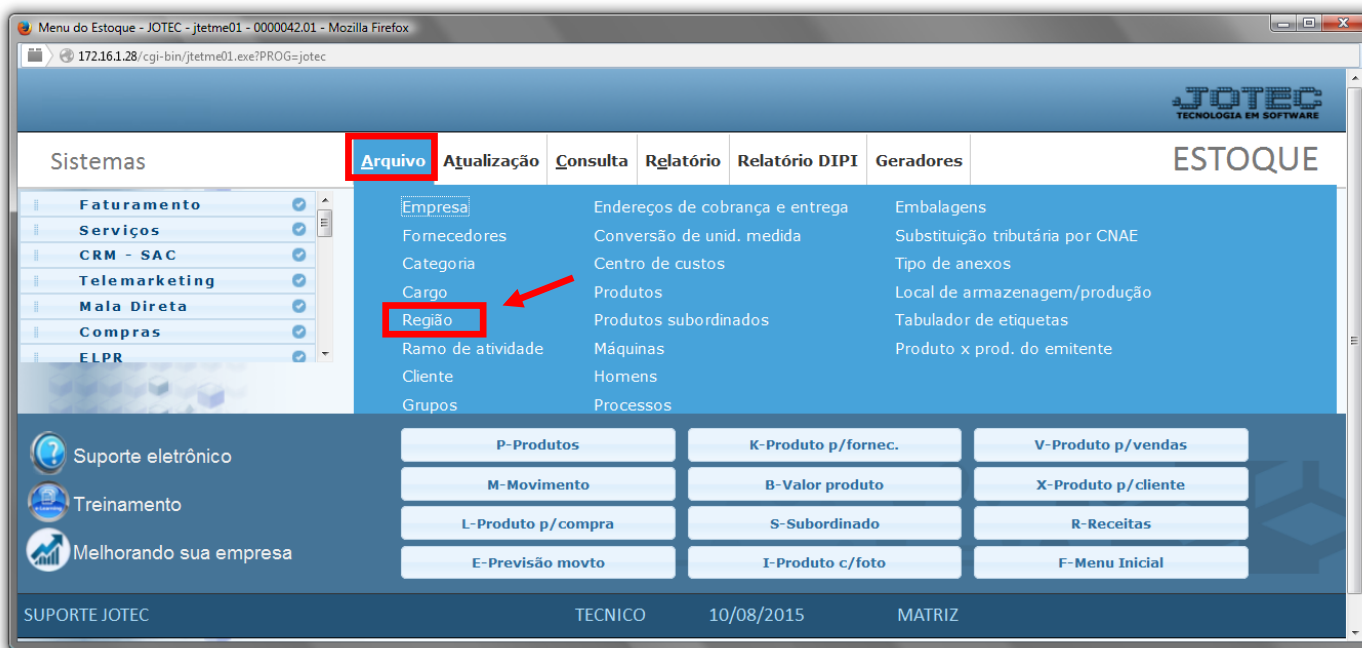 Menu do Estoque - JOTEC - jtetme01 - 0000042.01 - Mozilla Firefox
172.16.1.28/cgi-bin/jtetme01.exe?PROG=jotec
JOTEC
TECNOLOGIA EM SOFTWARE
Sistemas
Arquivo Atualização Consulta Relatório Relatório DIPI Geradores
ESTOQUE
Faturamento
Serviços
CRM - SAC
Telemarketing
Mala Direta
Compras
ELPR
Empresa Endereços de cobrança e entrega Embalagens
Fornecedores Conversão de unid. medida Substituição tributária por CNAE
Categoria Centro de custos Tipo de anexos
Cargo Produtos Local de armazenagem/produção
Região Produtos subordinados Tabulador de etiquetas
Ramo de atividade Máquinas Produto x prod. do emitente
Cliente Homens
Grupos Processos
Suporte eletrônico
Treinamento
Melhorando sua empresa
P-Produtos K-Produto p/fornec. V-Produto p/vendas
M-Movimento B-Valor produto X-Produto p/cliente
L-Produto p/compra S-Subordinado R-Receitas
E-Previsão movto I-Produto c/foto F-Menu Inicial
SUPORTE JOTEC TECNICO 10/08/2015 MATRIZ